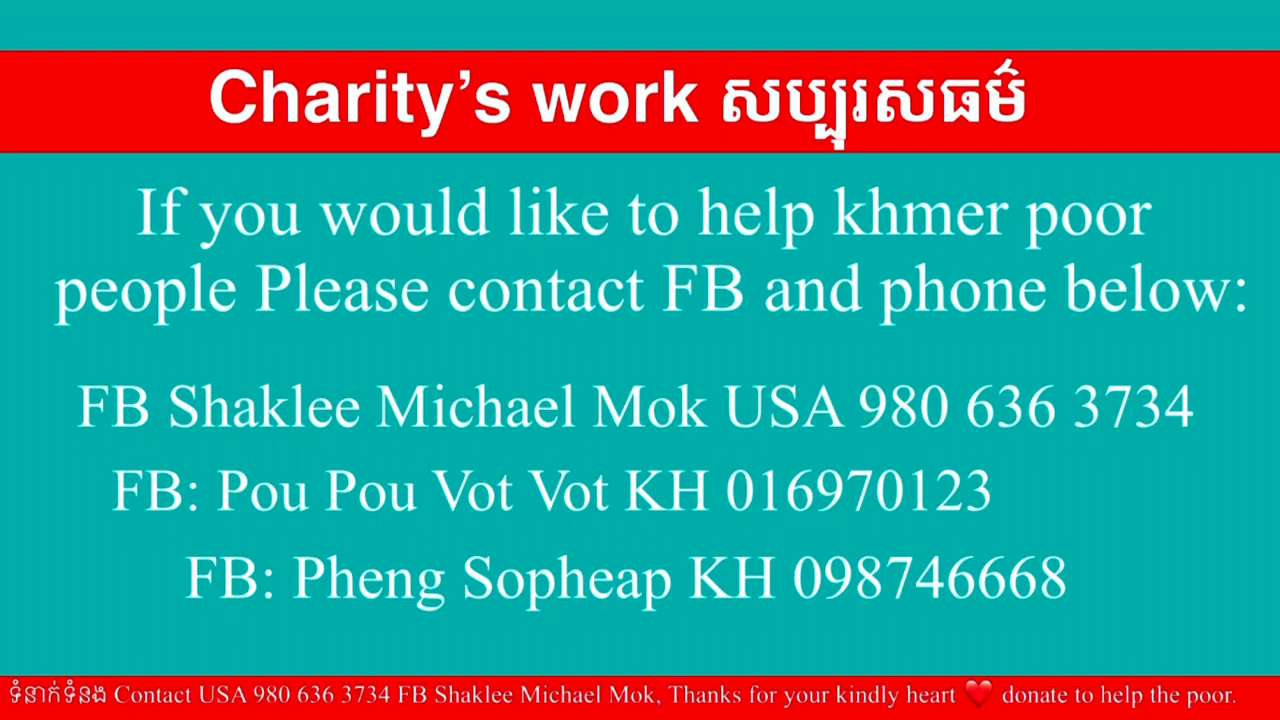 Charity’s work សប្បុរសធម៌
If you would like to help khmer poor
people Please contact FB and phone below:
FB Shaklee Michael Mok USA 980 636 3734
FB: Pou Pou Vot Vot KH 016970123
FB: Pheng Sopheap KH 098746668
ទំនាក់ទំនង Contact USA 980 636 3734 FB Shaklee Michael Mok, Thanks for your kindly heart ❤️ donate to help the poor.